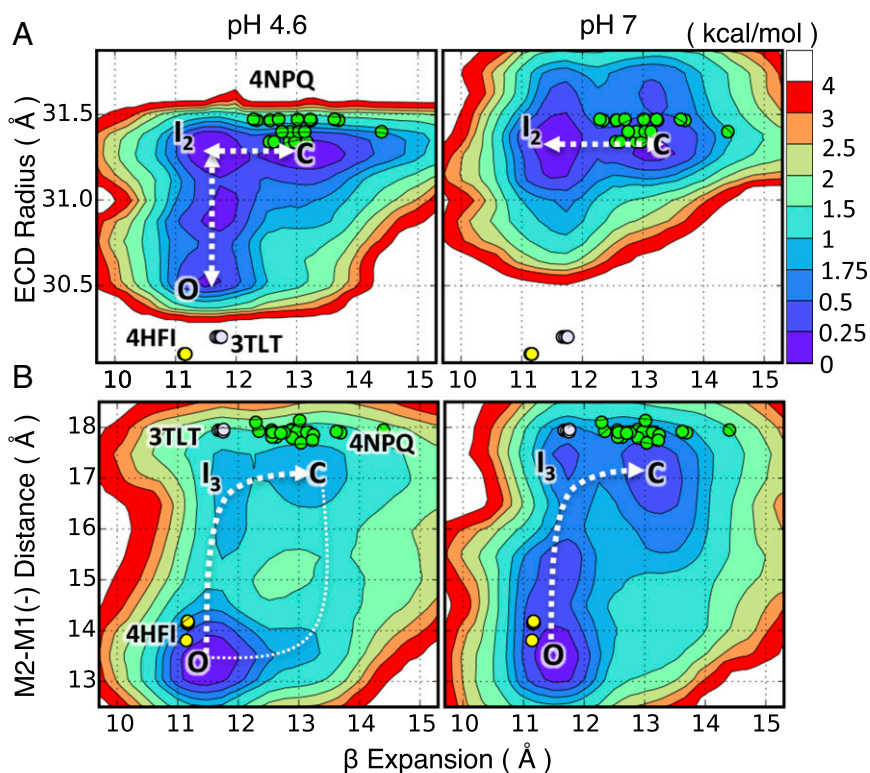 A
pH 4.6
pH 7
( kcal/mol )
ECD Radius ( Å )
31.5
31.0
30.5
4NPQ
I2
C
O
4HFI
3TLT
I2
C
4
3
2.5
2
1.5
1
1.75
0.5
0.25
0
10 11 12 13 14 15
10 11 12 13 14 15
B
M2-M1(-) Distance ( Å )
18
17
16
15
14
13
3TLT
4NPQ
I3
C
4HFI
O
I3
C
O
10 11 12 13 14 15
10 11 12 13 14 15
β Expansion ( Å )